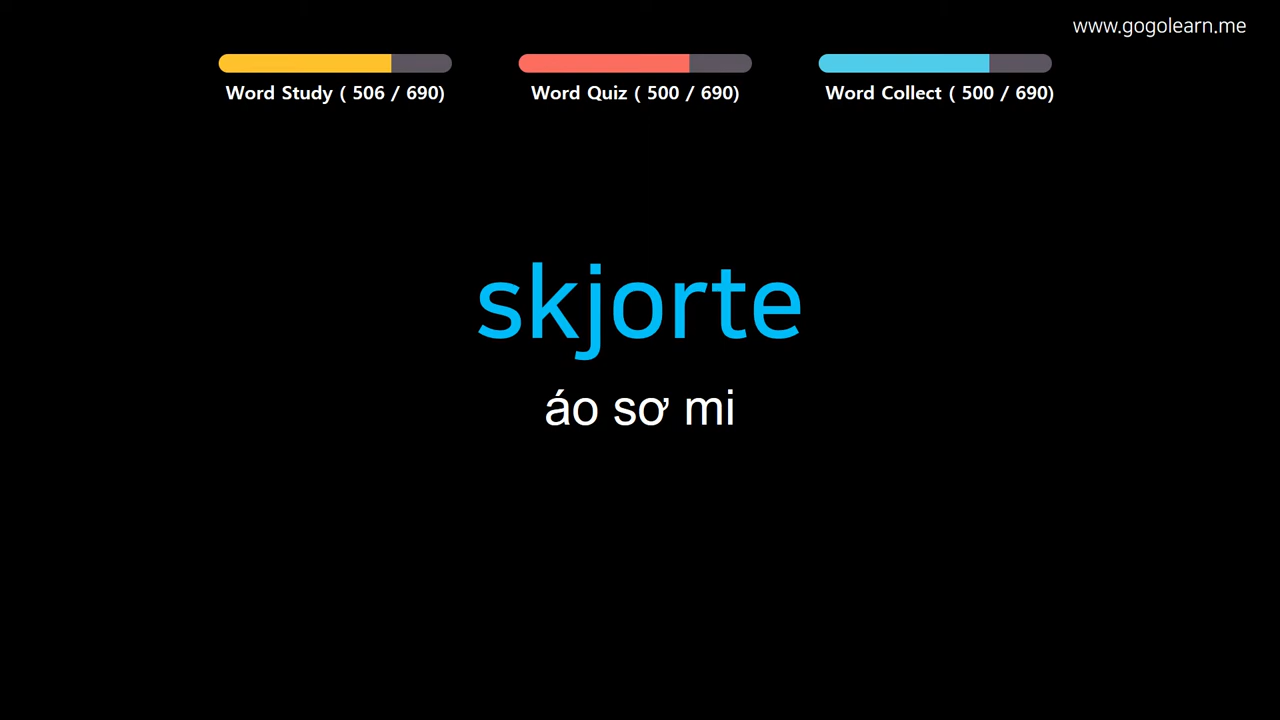 www.gogolearn.me
Word Study ( 506 / 690)
Word Quiz ( 500 / 690)
Word Collect ( 500 / 690)
skjorte
áo sơ mi